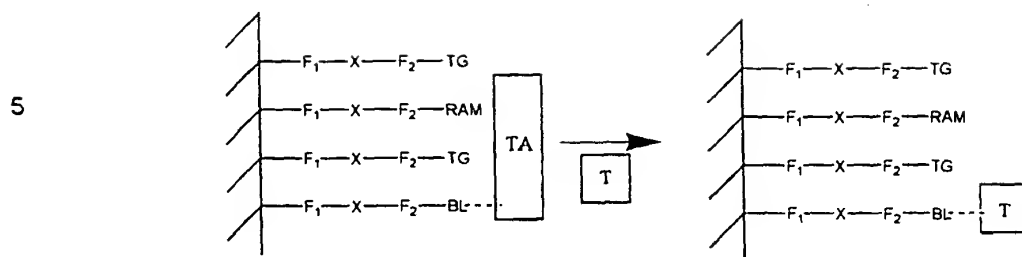 F₁—X—F₂—TG F₁—X—F₂—TG
5 F₁—X—F₂—RAM TA F₁—X—F₂—RAM
F₁—X—F₂—TG T F₁—X—F₂—TG
F₁—X—F₂—BL F₁—X—F₂—BL T